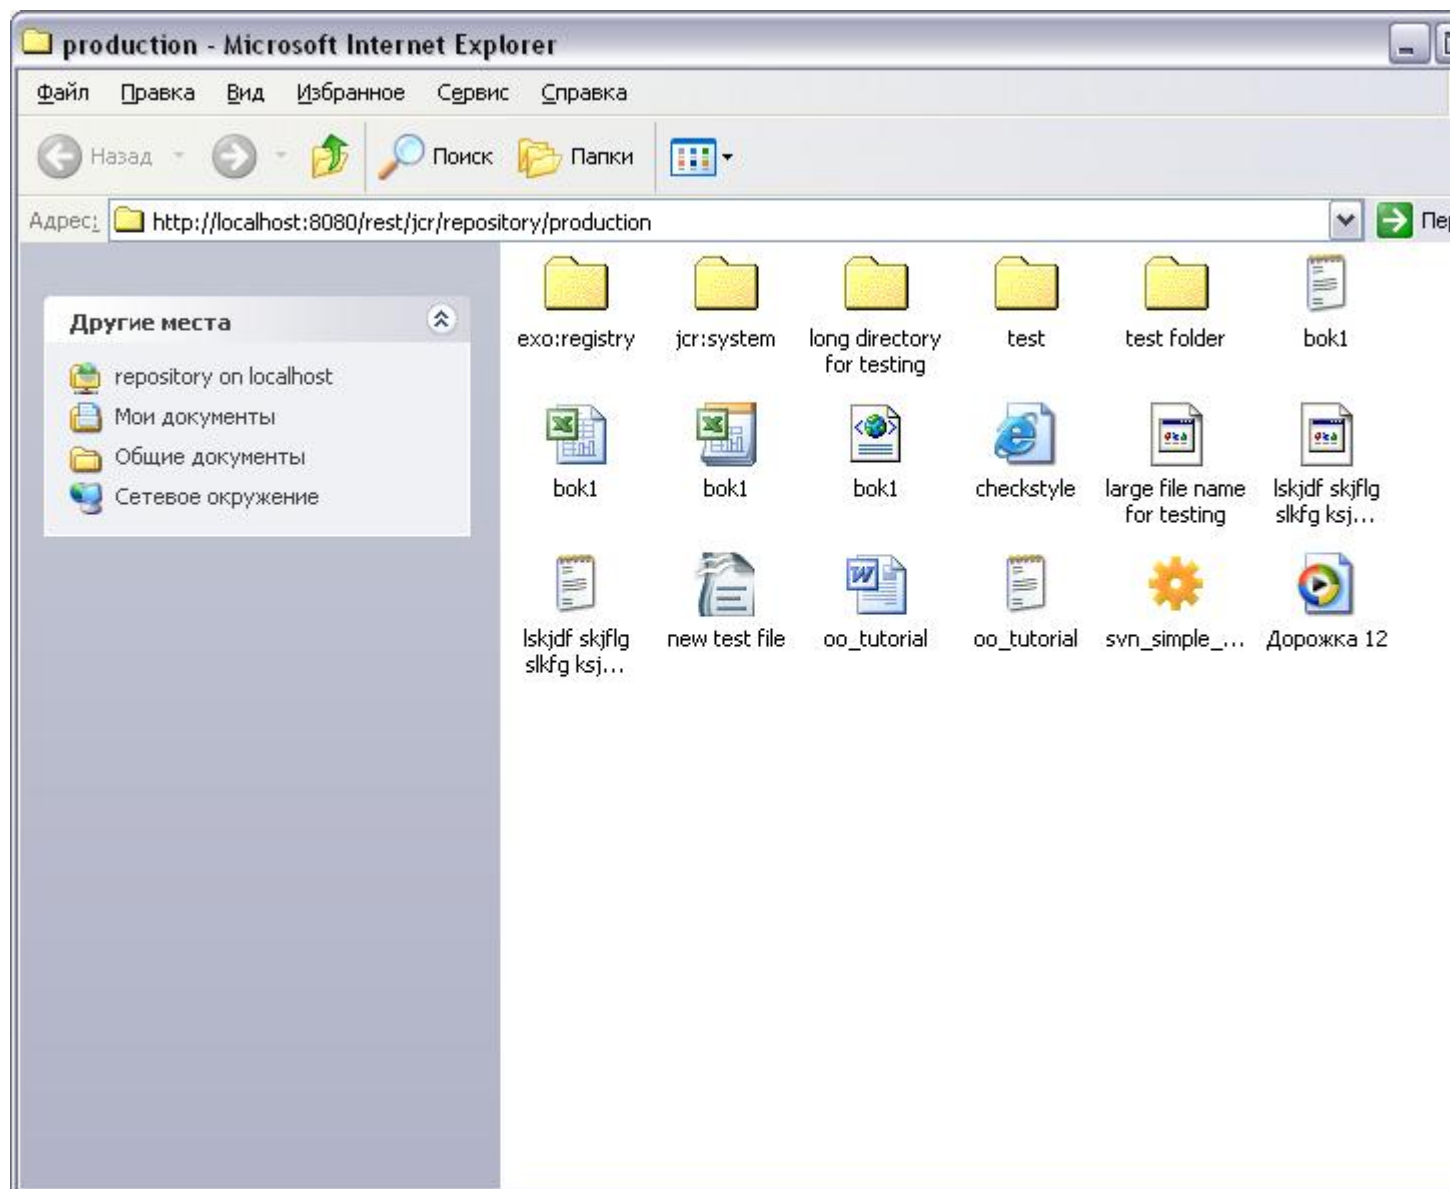 production - Microsoft Internet Explorer
Файл Правка Вид Избранное Сервис Справка
Назад Поиск Папки
Адрес: http://localhost:8080/rest/jcr/repository/production
Другие места
repository on localhost
Мои документы
Общие документы
Сетевое окружение
exo:registry jcr:system long directory test test folder bok1
for testing
bok1 bok1 bok1 checkstyle large file name lskjdf skjflg
for testing slkfg ksj...
lskjdf skjflg new test file oo_tutorial oo_tutorial svn_simple_... Дорожка 12
slkfg ksj...